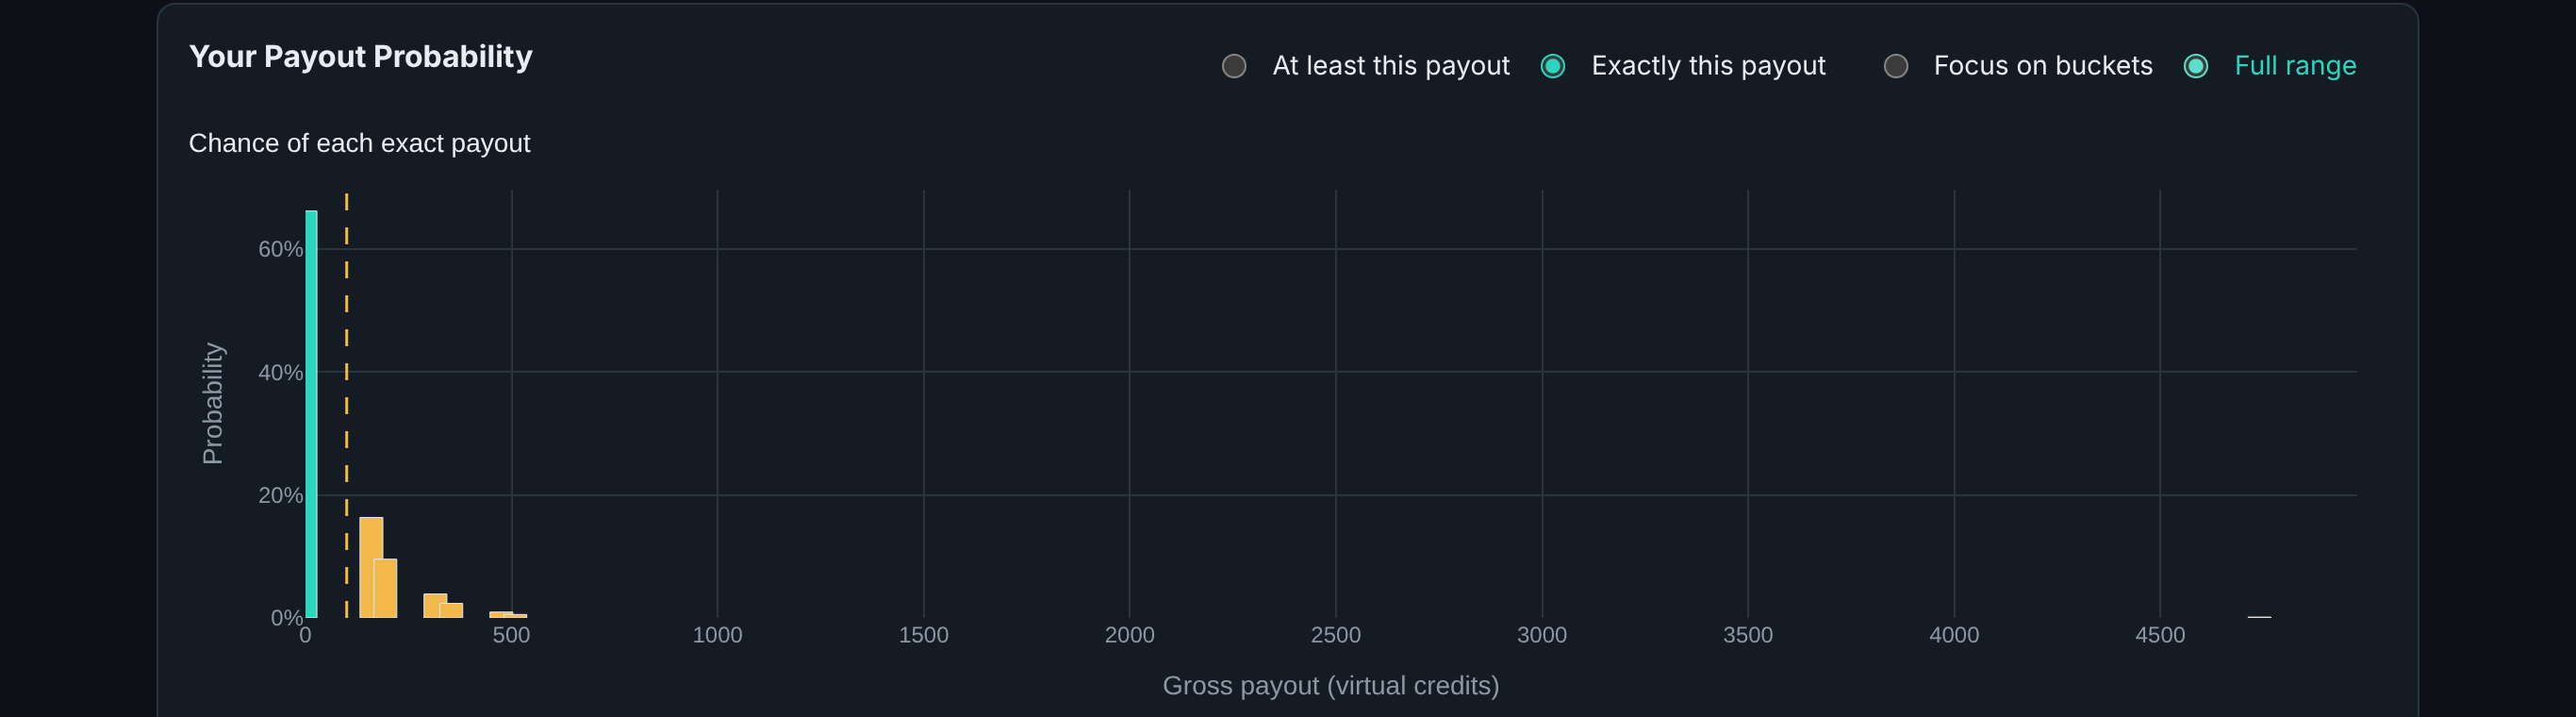 Your Payout Probability
At least this payout
Exactly this payout
Focus on buckets
Full range
Chance of each exact payout
Probability
60%
40%
20%
0%
0
500
1000
1500
2000
2500
3000
3500
4000
4500
Gross payout (virtual credits)